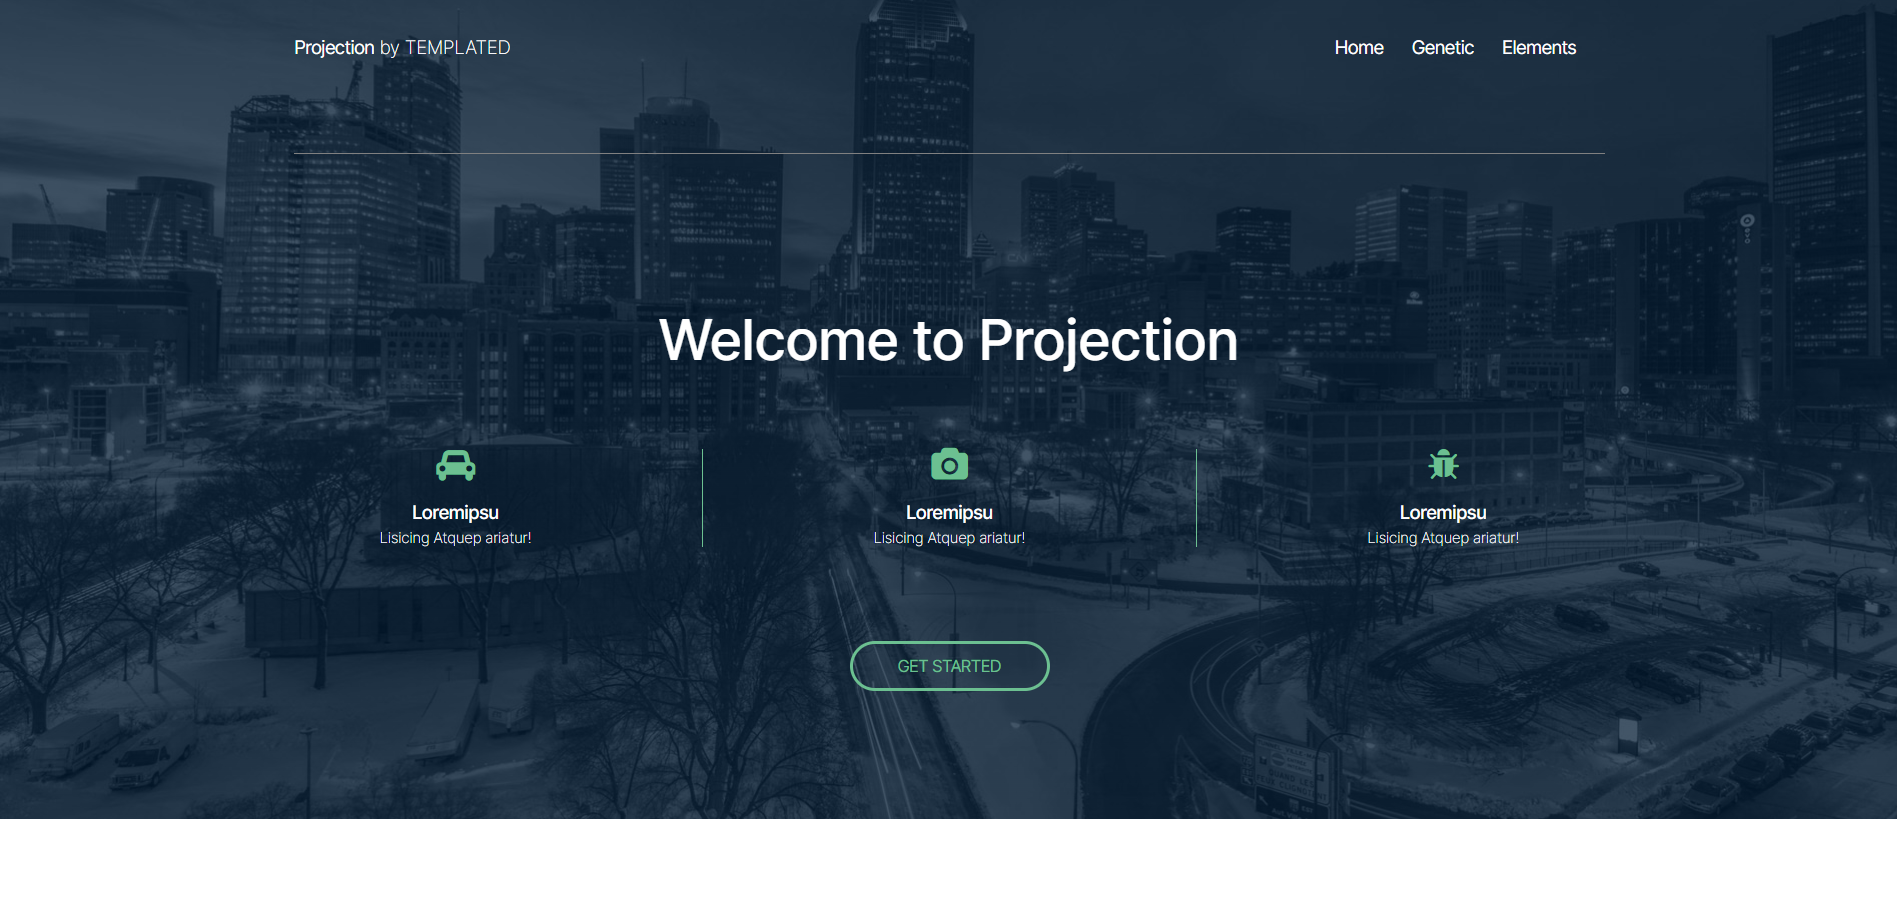 Projection by TEMPLATED
Home Genetic Elements
Welcome to Projection
Loremipsu Loremipsu Loremipsu
Lisicing Atquep ariatur! Lisicing Atquep ariatur! Lisicing Atquep ariatur!
GET STARTED